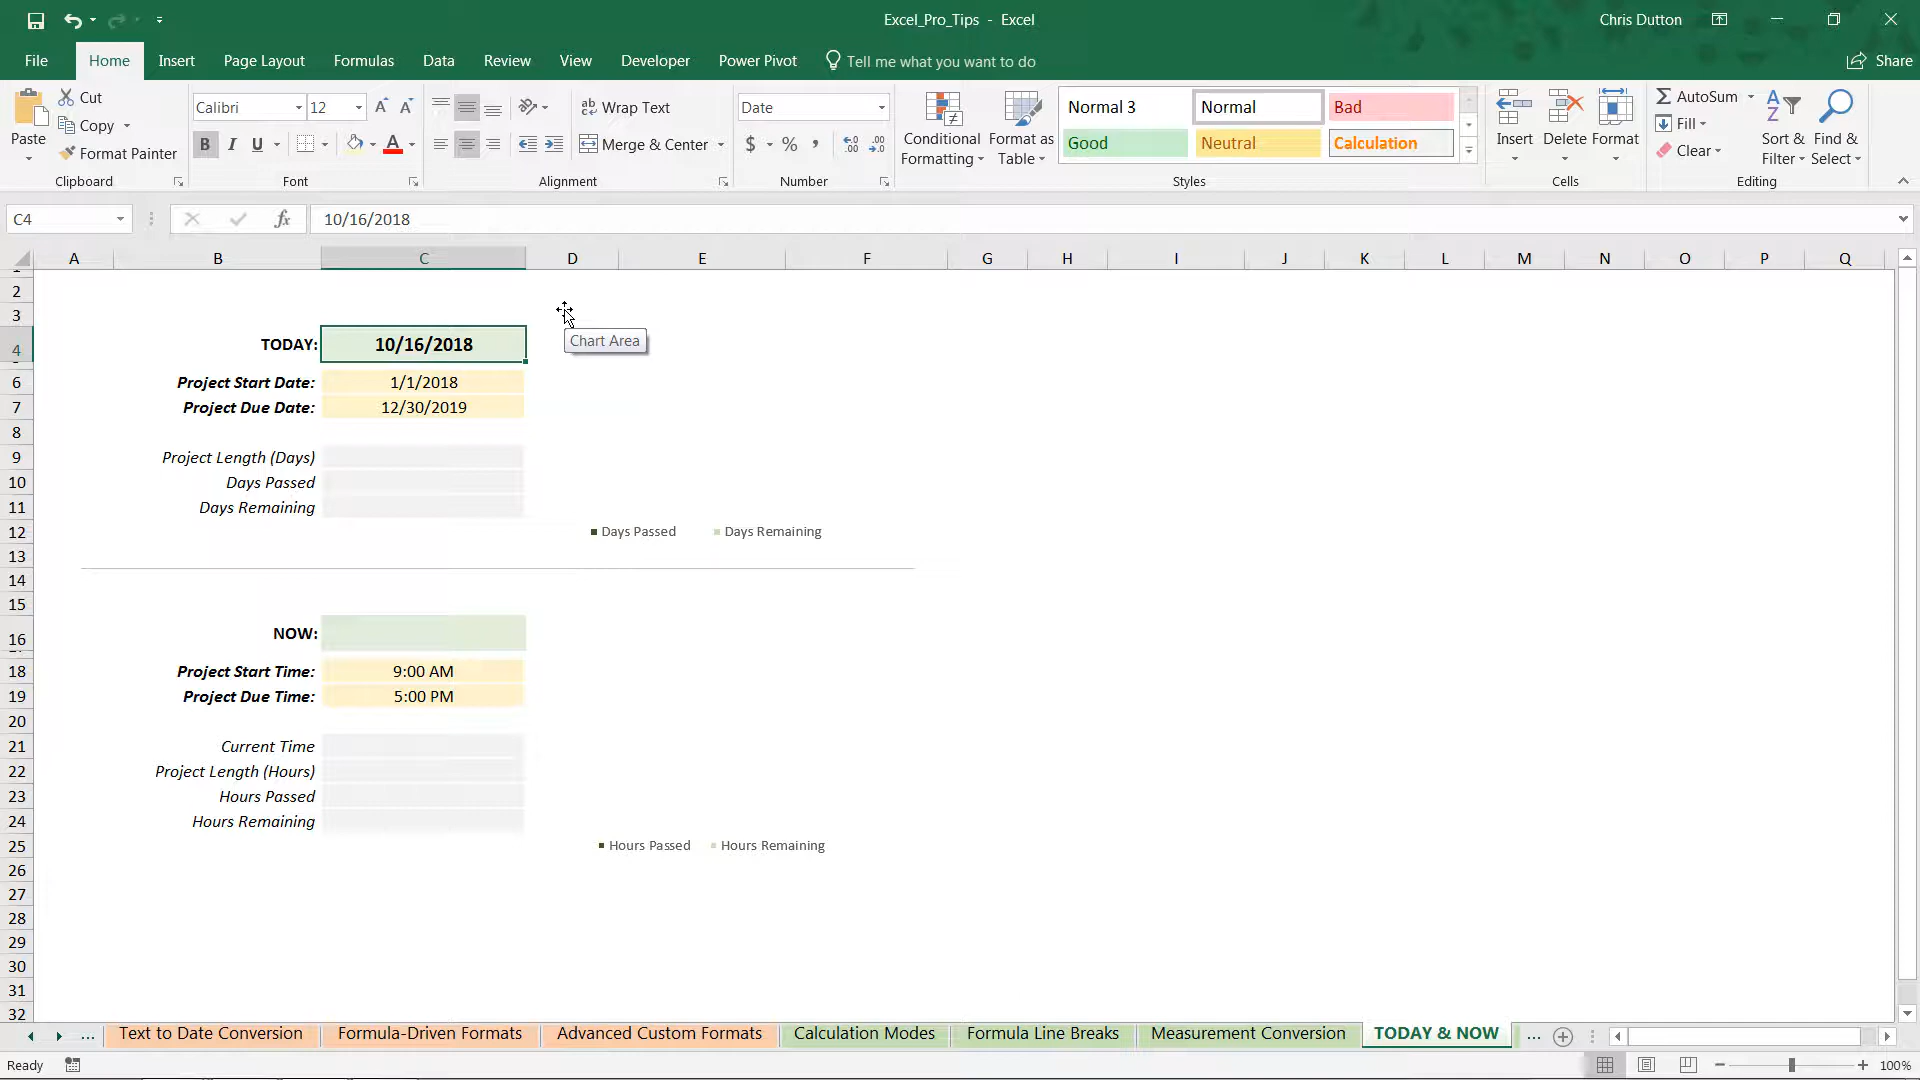 Excel_Pro_Tips - Excel
Chris Dutton
File Home Insert Page Layout Formulas Data Review View Developer Power Pivot Tell me what you want to do Share
Paste
Cut
Copy
Format Painter
Clipboard
Calibri 12
B I U
Font
Wrap Text
Merge & Center
Alignment
Date
$ % ,
Number
Conditional Formatting
Format as Table
Normal 3 Normal Bad
Good Neutral Calculation
Styles
Insert Delete Format
Cells
AutoSum
Fill
Clear
Sort & Filter
Find & Select
Editing
C4 fx 10/16/2018
A B C D E F G H I J K L M N O P Q
2
3
4 TODAY: 10/16/2018
Chart Area
6 Project Start Date: 1/1/2018
7 Project Due Date: 12/30/2019
8
9 Project Length (Days)
10 Days Passed
11 Days Remaining
12 Days Passed Days Remaining
13
14
15
16 NOW:
18 Project Start Time: 9:00 AM
19 Project Due Time: 5:00 PM
20
21 Current Time
22 Project Length (Hours)
23 Hours Passed
24 Hours Remaining
25 Hours Passed Hours Remaining
26
27
28
29
30
31
32
... Text to Date Conversion Formula-Driven Formats Advanced Custom Formats Calculation Modes Formula Line Breaks Measurement Conversion TODAY & NOW ...
Ready 100%